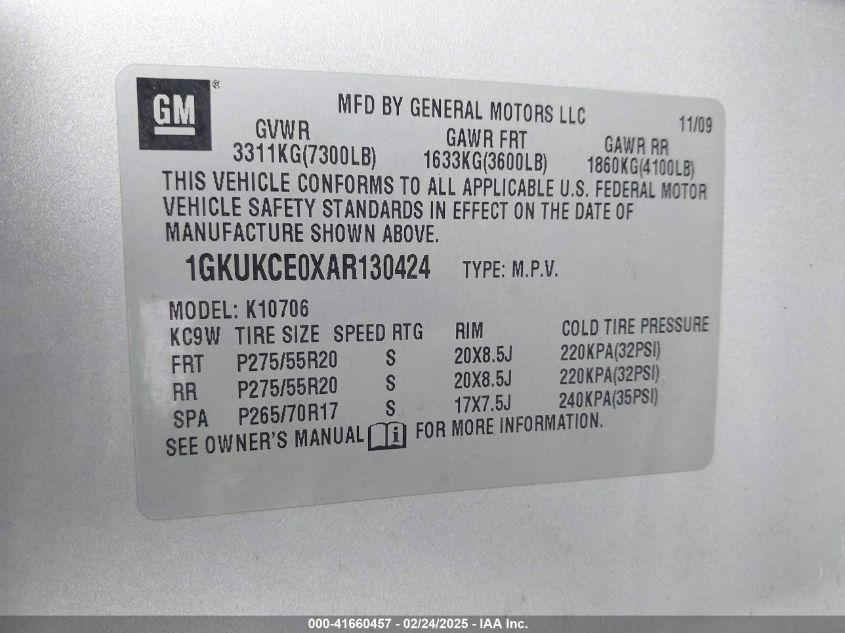 GM®
MFD BY GENERAL MOTORS LLC 11/09
GVWR GAWR FRT GAWR RR
3311KG(7300LB) 1633KG(3600LB) 1860KG(4100LB)
THIS VEHICLE CONFORMS TO ALL APPLICABLE U.S. FEDERAL MOTOR
VEHICLE SAFETY STANDARDS IN EFFECT ON THE DATE OF
MANUFACTURE SHOWN ABOVE.
1GKUKCE0XAR130424 TYPE: M.P.V.
MODEL: K10706
KC9W TIRE SIZE SPEED RTG RIM COLD TIRE PRESSURE
FRT P275/55R20 S 20X8.5J 220KPA(32PSI)
RR P275/55R20 S 20X8.5J 220KPA(32PSI)
SPA P265/70R17 S 17X7.5J 240KPA(35PSI)
SEE OWNER'S MANUAL i FOR MORE INFORMATION.
000-41660457 - 02/24/2025 - IAA Inc.